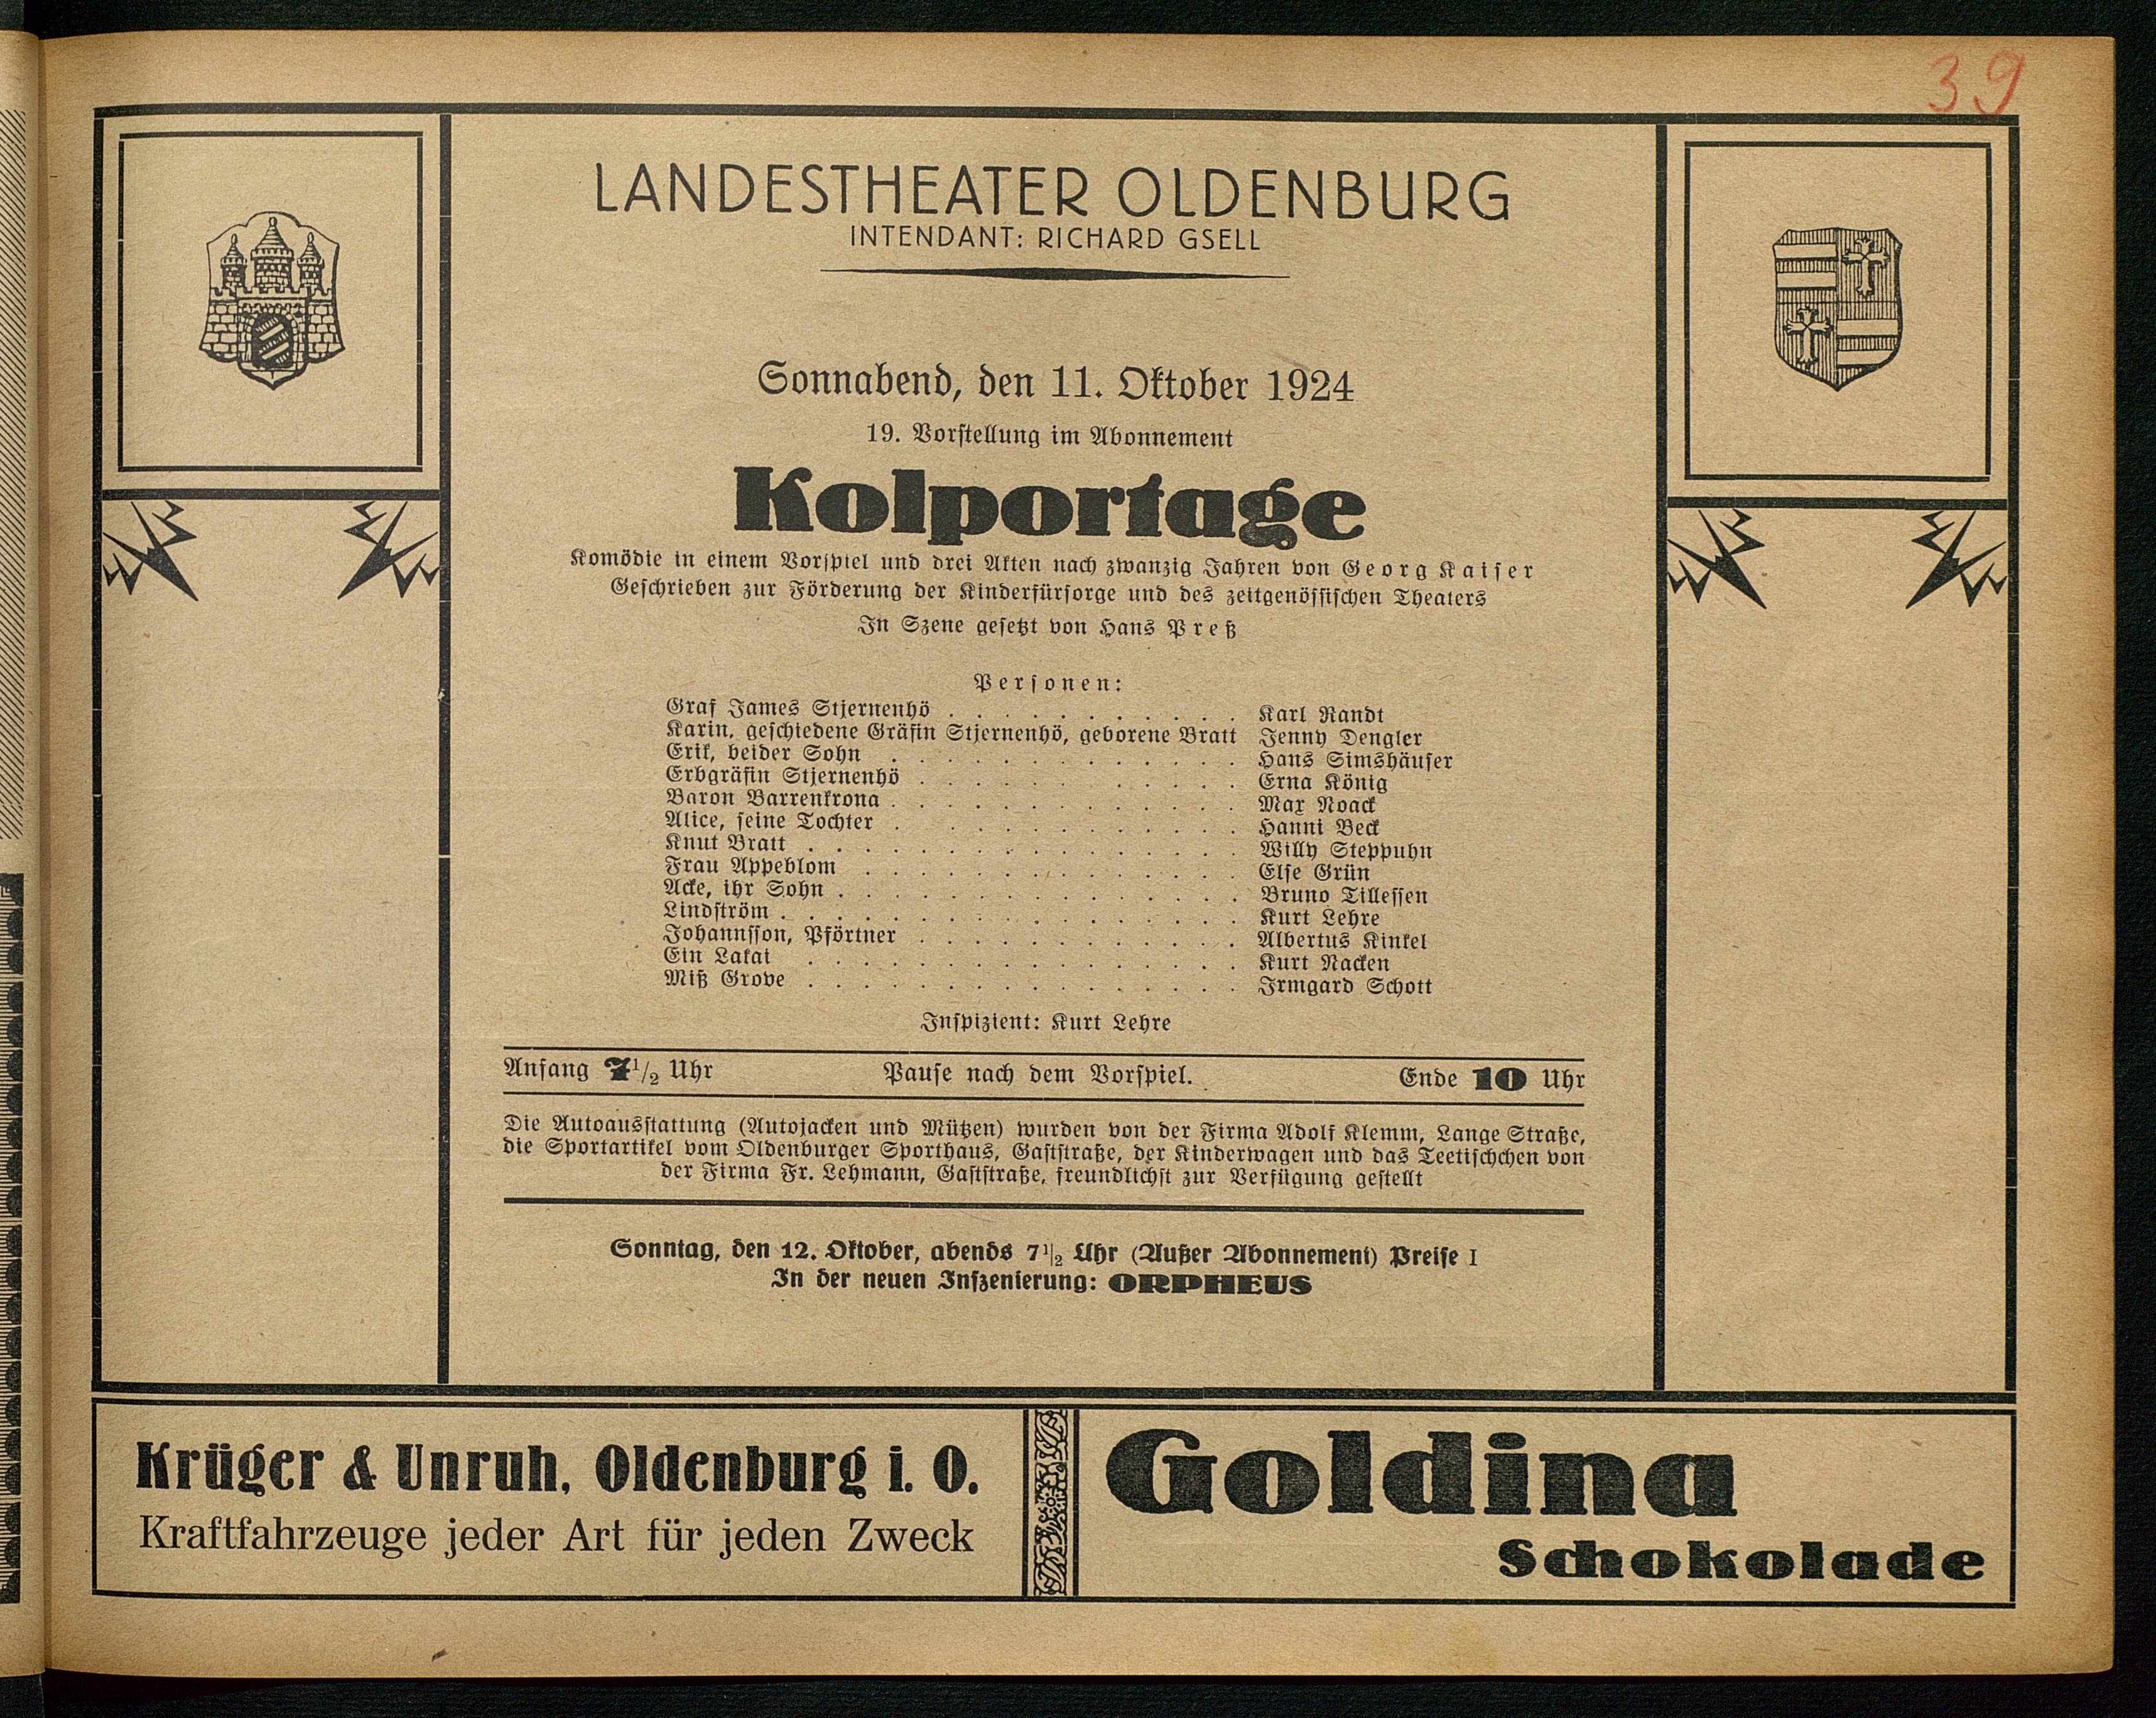 39
LANDESTHEATER OLDENBURG
INTENDANT: RICHARD GSELL
Sonnabend, den 11. Oktober 1924
19. Vorstellung im Abonnement
Kolportage
Komödie in einem Vorspiel und drei Akten nach zwanzig Jahren von Georg Kaiser
Geschrieben zur Förderung der Kinderfürsorge und des zeitgenössischen Theaters
In Szene gesetzt von Hans Preß
Personen:
Graf James Stjernenhö . . . . . . . . . . . Karl Randt
Karin, geschiedene Gräfin Stjernenhö, geborene Bratt Jenny Dengler
Erik, beider Sohn . . . . . . . . . . . . . Hans Simshäuser
Erbgräfin Stjernenhö . . . . . . . . . . . . Erna König
Baron Barrenkrona . . . . . . . . . . . . . Max Noack
Alice, seine Tochter . . . . . . . . . . . . Hanni Beck
Knut Bratt . . . . . . . . . . . . . . . . Willy Steppuhn
Frau Appeblom . . . . . . . . . . . . . . Else Grün
Acke, ihr Sohn . . . . . . . . . . . . . . . Bruno Tillessen
Lindström . . . . . . . . . . . . . . . . . Kurt Lehre
Johannsson, Pförtner . . . . . . . . . . . . Albertus Kinkel
Ein Lakai . . . . . . . . . . . . . . . . Kurt Nacken
Miß Grove . . . . . . . . . . . . . . . . Irmgard Schott
Inspizient: Kurt Lehre
Anfang 7 1/2 Uhr Pause nach dem Vorspiel. Ende 10 Uhr
Die Autoausstattung (Autojacken und Mützen) wurden von der Firma Adolf Klemm, Lange Straße,
die Sportartikel vom Oldenburger Sporthaus, Gaststraße, der Kinderwagen und das Teetischchen von
der Firma Fr. Lehmann, Gaststraße, freundlichst zur Verfügung gestellt
Sonntag, den 12. Oktober, abends 7 1/2 Uhr (Außer Abonnement) Preise I
In der neuen Inszenierung: ORPHEUS
Krüger & Unruh, Oldenburg i. O.
Kraftfahrzeuge jeder Art für jeden Zweck
Goldina
Schokolade